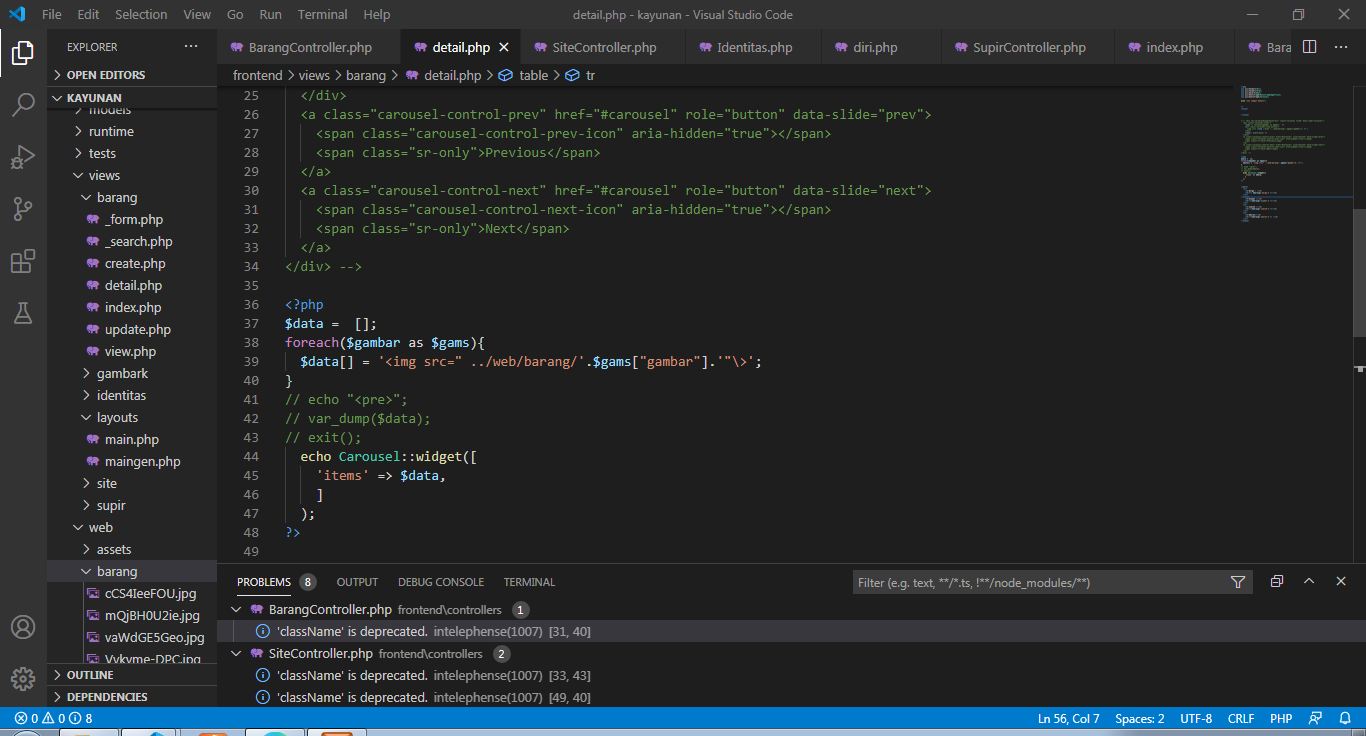 File Edit Selection View Go Run Terminal Help
detail.php - kayunan - Visual Studio Code
EXPLORER
BarangController.php
detail.php
SiteController.php
Identitas.php
diri.php
SupirController.php
index.php
Bara
OPEN EDITORS
KAYUNAN
models
runtime
tests
views
barang
_form.php
_search.php
create.php
detail.php
index.php
update.php
view.php
gambark
identitas
layouts
main.php
maingen.php
site
supir
web
assets
barang
cCS4IeeFOU.jpg
mQjBH0U2ie.jpg
vaWdGE5Geo.jpg
Vykyme-DPC.jpg
OUTLINE
DEPENDENCIES
frontend > views > barang > detail.php > table > tr
25 </div>
26 <a class="carousel-control-prev" href="#carousel" role="button" data-slide="prev">
27 <span class="carousel-control-prev-icon" aria-hidden="true"></span>
28 <span class="sr-only">Previous</span>
29 </a>
30 <a class="carousel-control-next" href="#carousel" role="button" data-slide="next">
31 <span class="carousel-control-next-icon" aria-hidden="true"></span>
32 <span class="sr-only">Next</span>
33 </a>
34 </div> -->
35
36 <?php
37 $data =  [];
38 foreach($gambar as $gams){
39 $data[] = '<img src=" ../web/barang/'.$gams["gambar"].'"\>';
40 }
41 // echo "<pre>";
42 // var_dump($data);
43 // exit();
44 echo Carousel::widget([
45 'items' => $data,
46 ]
47 );
48 ?>
49
PROBLEMS 8 OUTPUT DEBUG CONSOLE TERMINAL
Filter (e.g. text, **/*.ts, !**/node_modules/**)
BarangController.php frontend\controllers 1
'className' is deprecated. intelephense(1007) [31, 40]
SiteController.php frontend\controllers 2
'className' is deprecated. intelephense(1007) [33, 43]
'className' is deprecated. intelephense(1007) [49, 40]
0 0 8
Ln 56, Col 7 Spaces: 2 UTF-8 CRLF PHP